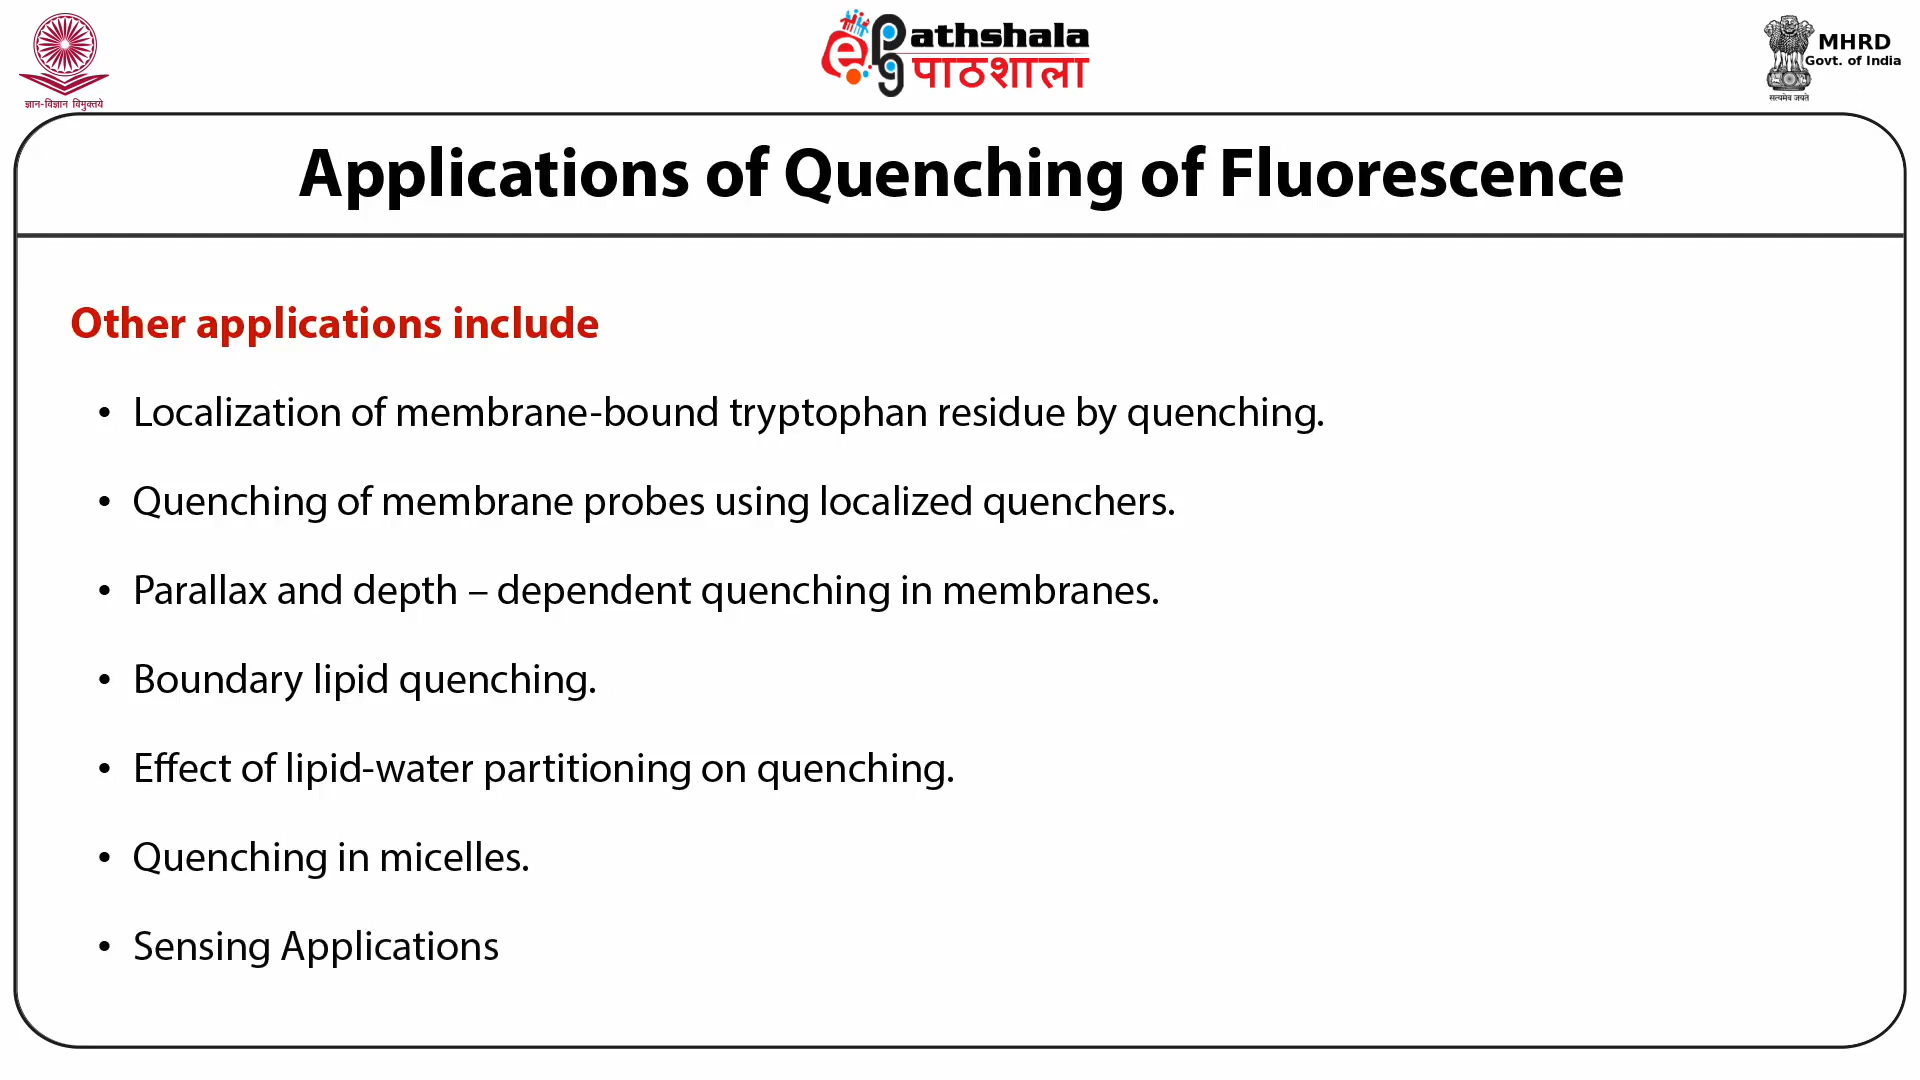 ज्ञान-विज्ञान विमुक्तये
ePathshala
पाठशाला
MHRD
Govt. of India
सत्यमेव जयते
Applications of Quenching of Fluorescence
Other applications include
• Localization of membrane-bound tryptophan residue by quenching.
• Quenching of membrane probes using localized quenchers.
• Parallax and depth – dependent quenching in membranes.
• Boundary lipid quenching.
• Effect of lipid-water partitioning on quenching.
• Quenching in micelles.
• Sensing Applications